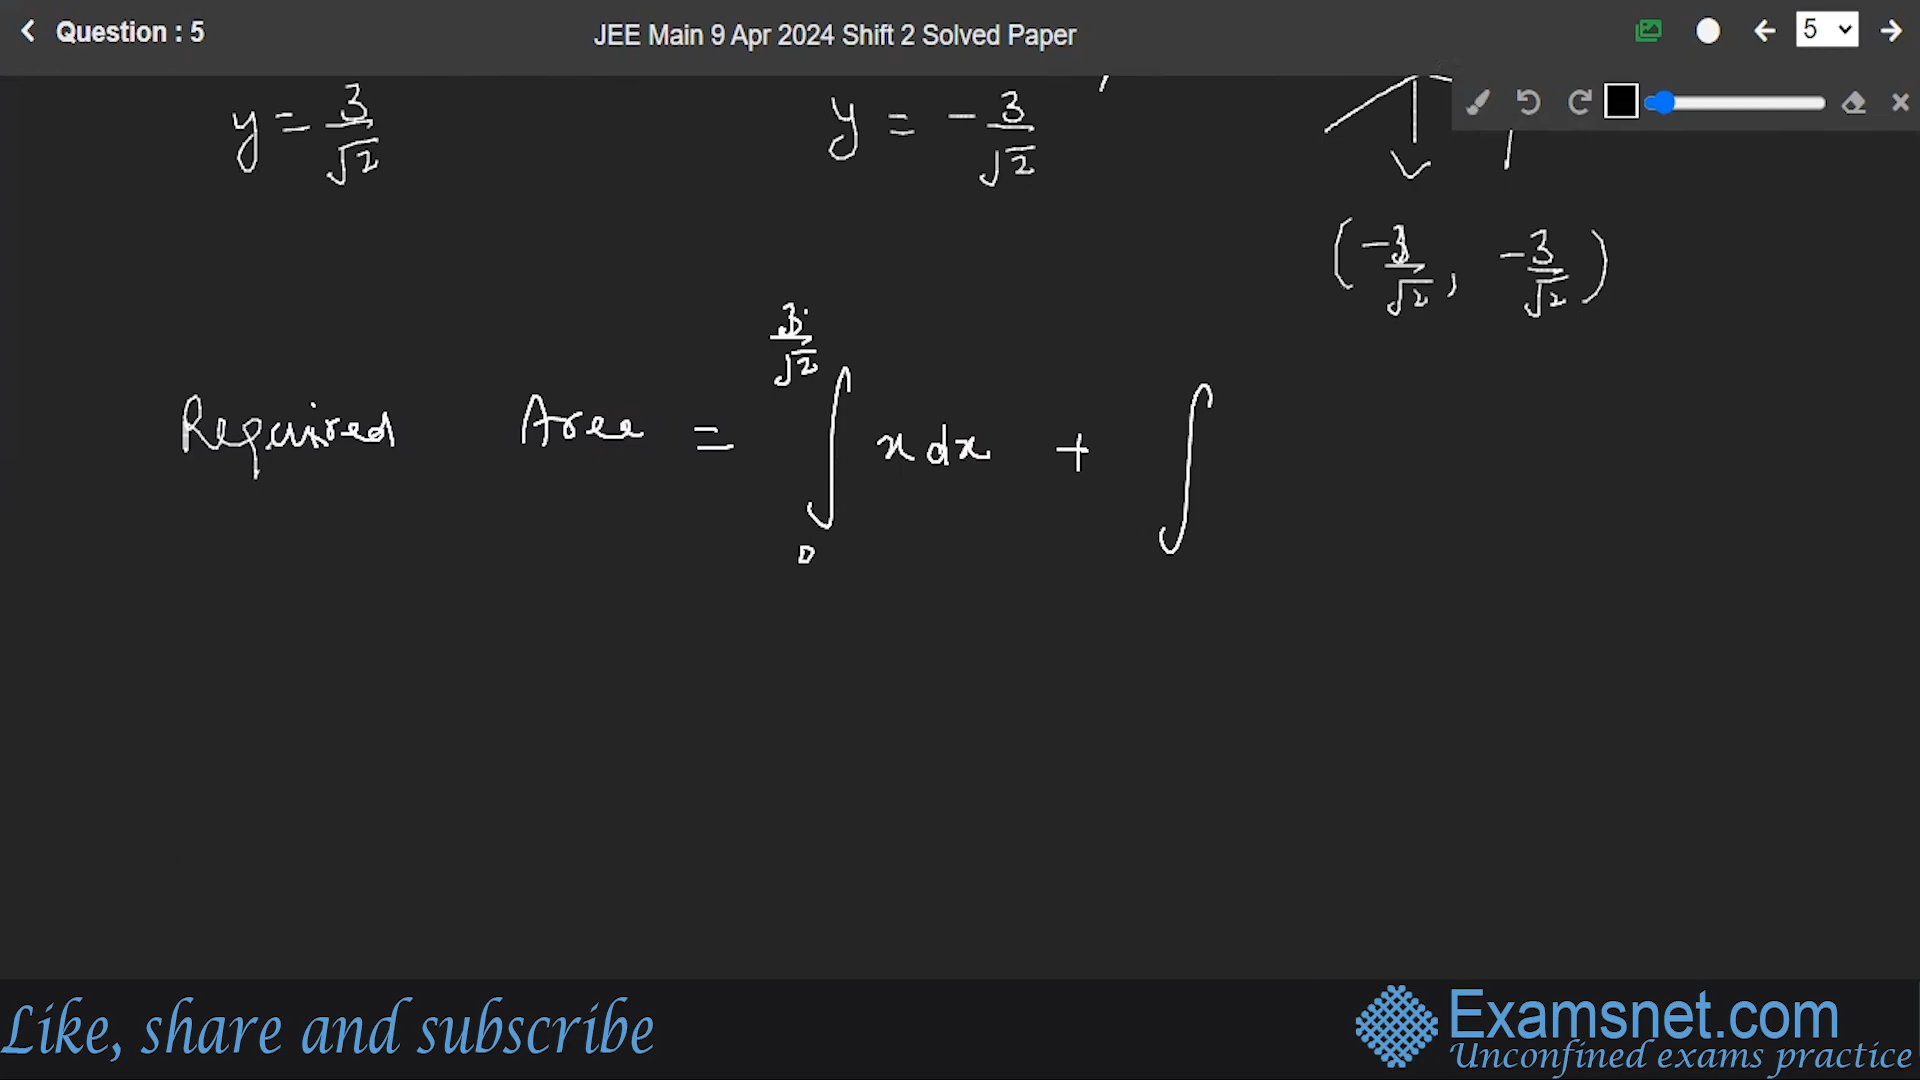 Question : 5
JEE Main 9 Apr 2024 Shift 2 Solved Paper
5
y = 3/√2
y = -3/√2
(-3/√2, -3/√2)
Required Area = ∫₀^(3/√2) x dx + ∫
Like, share and subscribe
Examsnet.com
Unconfined exams practice